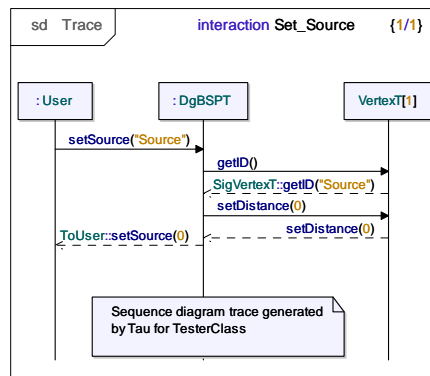 sd Trace interaction Set_Source {1/1}
: User : DgBSPT VertexT[1]
setSource("Source")
getID()
SigVertexT::getID("Source")
setDistance(0)
ToUser::setSource(0) setDistance(0)
Sequence diagram trace generated
by Tau for TesterClass